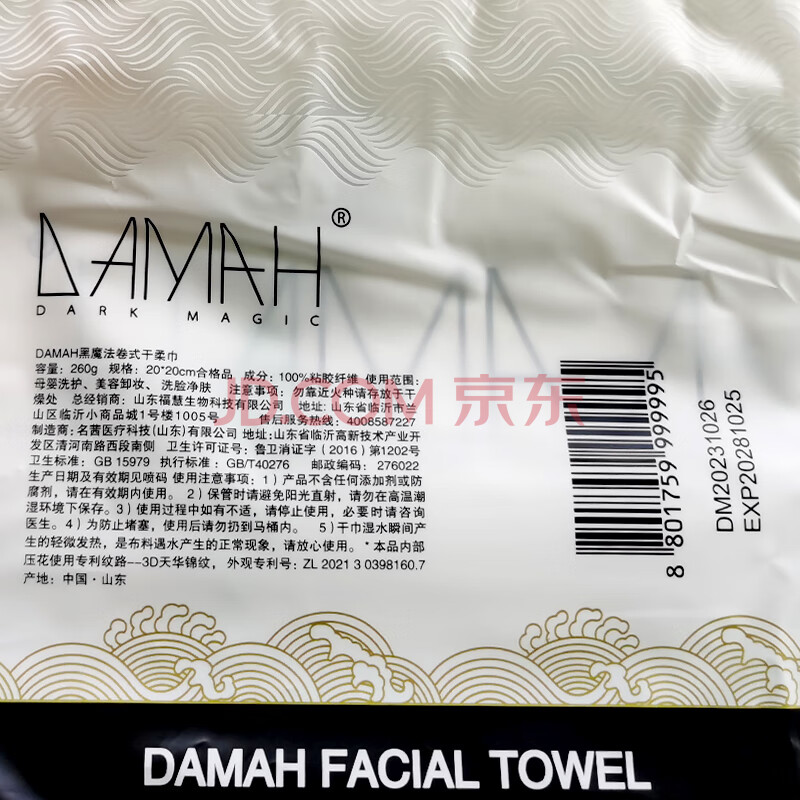 DAMAH®
DARK MAGIC
DAMAH黑魔法卷式干柔巾
容量：260g 规格：20*20cm合格品 成分：100%粘胶纤维 使用范围：
母婴洗护、美容卸妆、洗脸净肤 注意事项：勿靠近火种请存放于干
燥处 总经销商：山东福慧生物科技有限公司 地址：山东省临沂市兰
山区临沂小商品城1号楼1005号 售后服务热线：4008587227
制造商：名茜医疗科技(山东)有限公司 地址：山东省临沂高新技术产业开
发区清河南路西段南侧 卫生许可证号：鲁卫消证字（2016）第1202号
卫生标准：GB 15979 执行标准：GB/T40276 邮政编码：276022
生产日期及有效期见喷码 使用注意事项：1）产品不含任何添加剂或防
腐剂，请在有效期内使用。 2）保管时请避免阳光直射，请勿在高温潮
湿环境下保存。3）使用过程中如有不适，请停止使用，必要时请咨询
医生。4）为防止堵塞，使用后请勿扔到马桶内。 5）干巾湿水瞬间产
生的轻微发热，是布料遇水产生的正常现象，请放心使用。*本品内部
压花使用专利纹路--3D天华锦纹，外观专利号：ZL 2021 3 0398160.7
产地：中国·山东
8 801759 999995
DM20231026
EXP20281025
JD.COM 京东
DAMAH FACIAL TOWEL